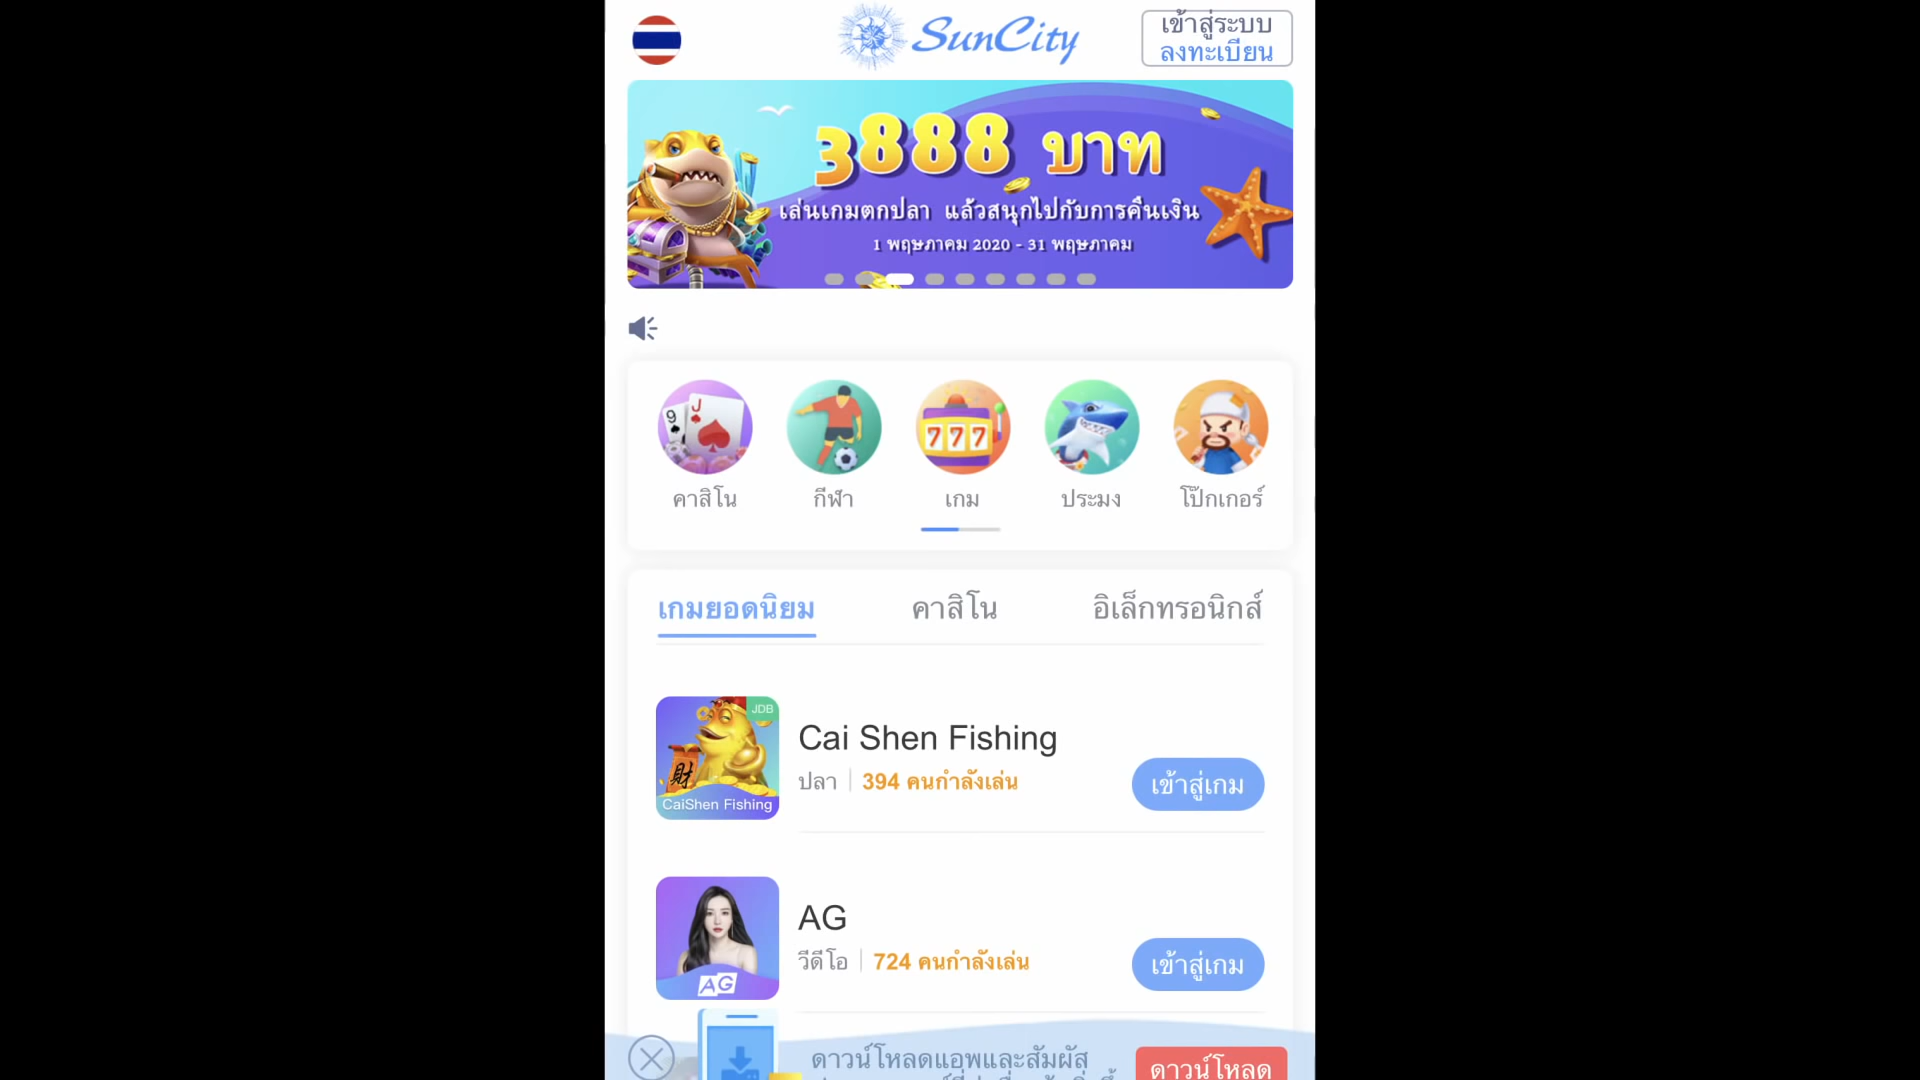 SunCity
เข้าสู่ระบบ
ลงทะเบียน
3888 บาท
เล่นเกมตกปลา แล้วสนุกไปกับการคืนเงิน
1 พฤษภาคม 2020 - 31 พฤษภาคม
9 J
777
คาสิโน กีฬา เกม ประมง โป๊กเกอร์
เกมยอดนิยม คาสิโน อิเล็กทรอนิกส์
JDB
財
CaiShen Fishing
Cai Shen Fishing
ปลา 394 คนกำลังเล่น
เข้าสู่เกม
AG
AG
วีดีโอ 724 คนกำลังเล่น
เข้าสู่เกม
ดาวน์โหลดแอพและสัมผัส
ดาวน์โหลด